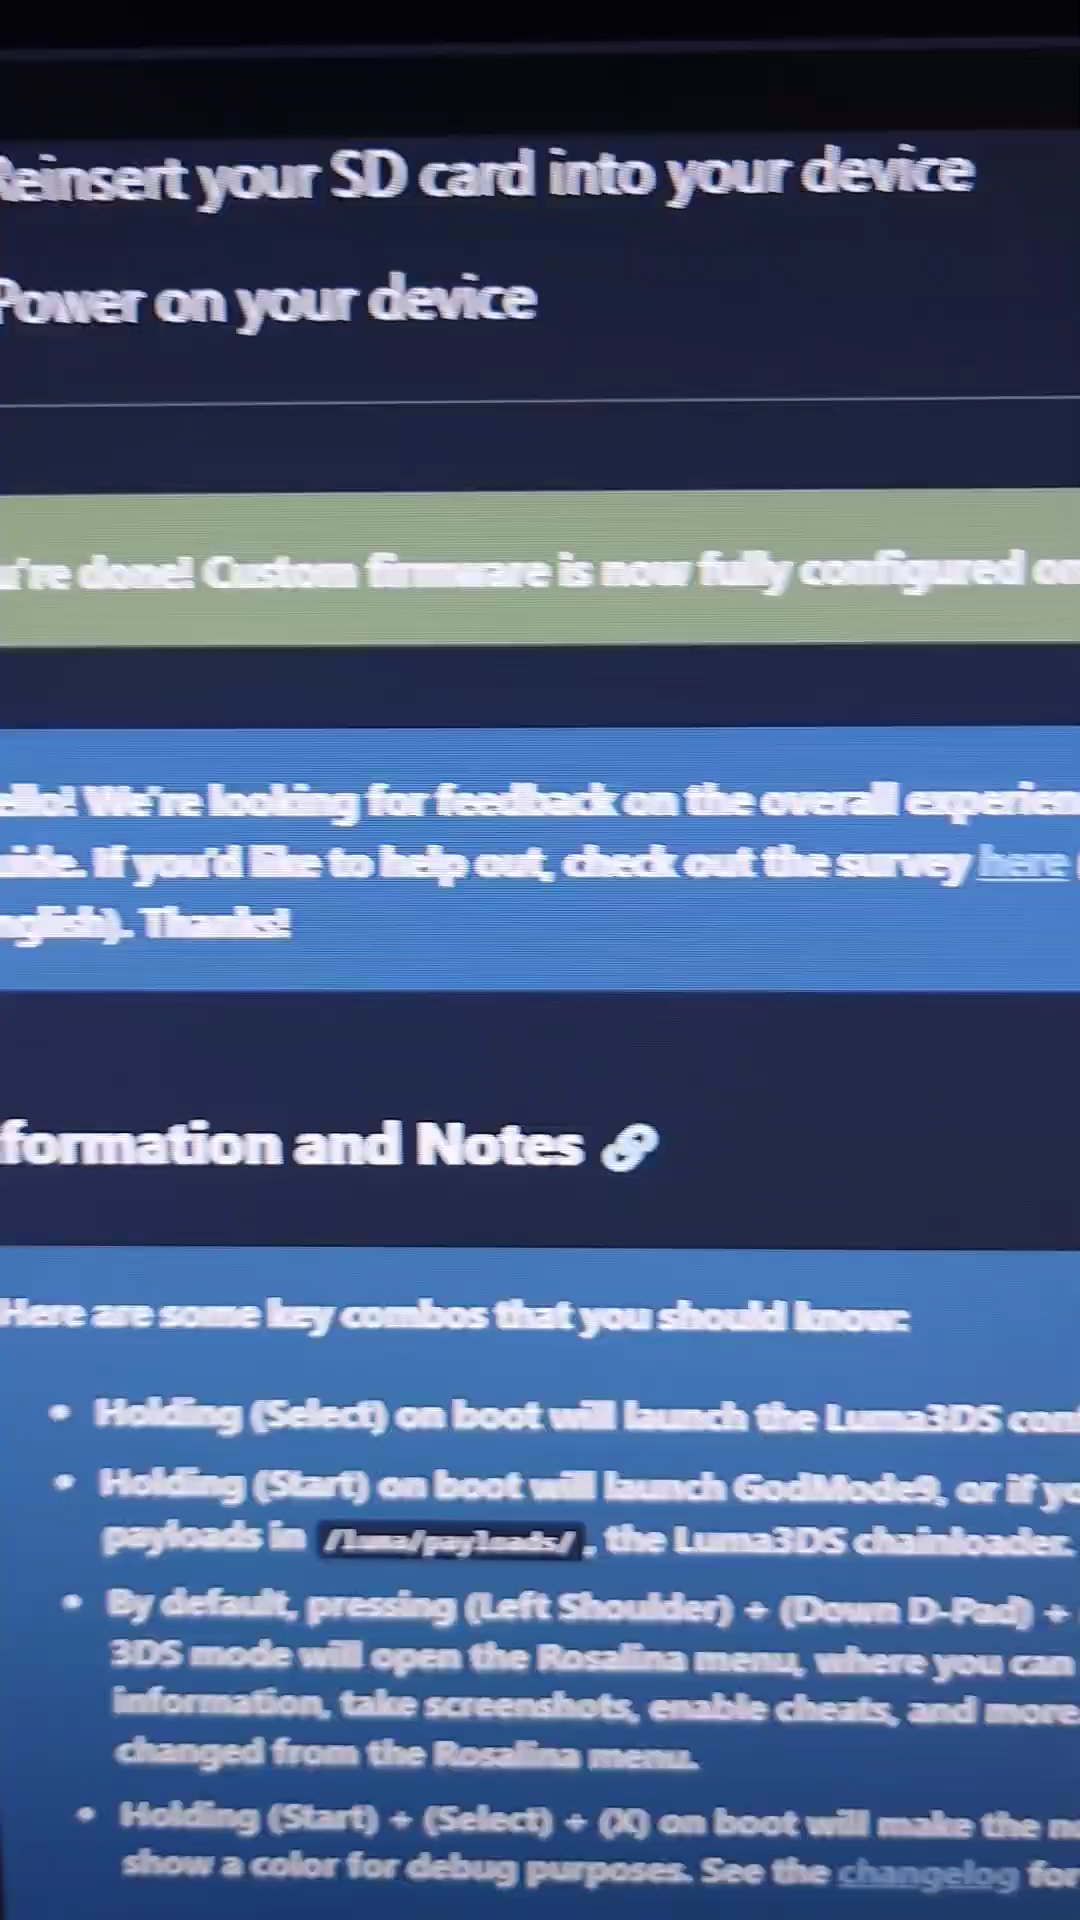 Reinsert your SD card into your device
Power on your device
u're done! Custom firmware is now fully configured on
ello! We're looking for feedback on the overall experien
uide. If you'd like to help out, check out the survey here (
nglish). Thanks!
formation and Notes
Here are some key combos that you should know:
• Holding (Select) on boot will launch the Luma3DS conf
• Holding (Start) on boot will launch GodMode9, or if yo
payloads in /luma/payloads/, the Luma3DS chainloader.
• By default, pressing (Left Shoulder) + (Down D-Pad) +
3DS mode will open the Rosalina menu, where you can
information, take screenshots, enable cheats, and more.
changed from the Rosalina menu.
• Holding (Start) + (Select) + (X) on boot will make the no
show a color for debug purposes. See the changelog for